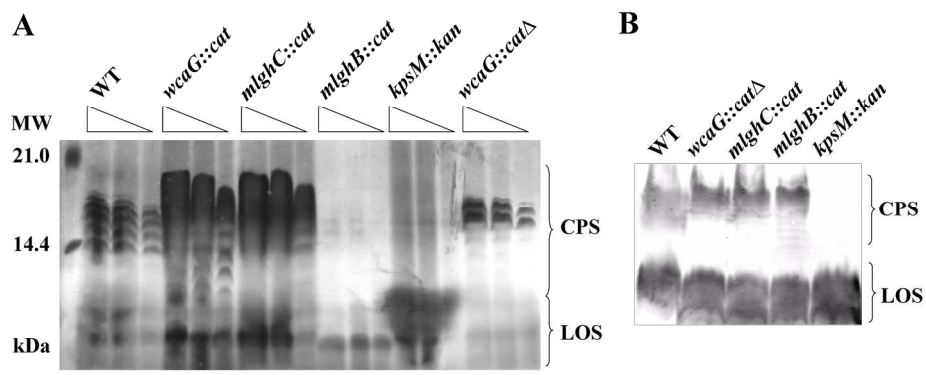 A
WT
wcaG::cat
mlghC::cat
mlghB::cat
kpsM::kan
wcaG::catΔ
MW
21.0
14.4
kDa
CPS
LOS
B
WT
wcaG::catΔ
mlghC::cat
mlghB::cat
kpsM::kan
CPS
LOS